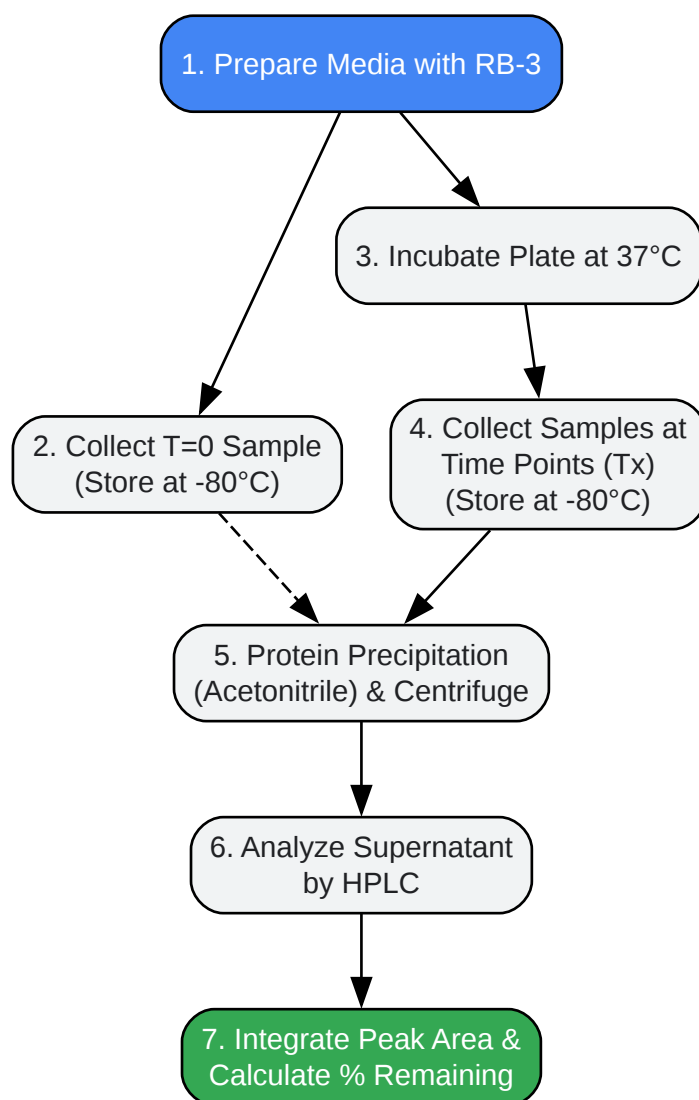 1. Prepare Media with RB-3
3. Incubate Plate at 37°C
2. Collect T=0 Sample
(Store at -80°C)
4. Collect Samples at
Time Points (Tx)
(Store at -80°C)
5. Protein Precipitation
(Acetonitrile) & Centrifuge
6. Analyze Supernatant
by HPLC
7. Integrate Peak Area &
Calculate % Remaining